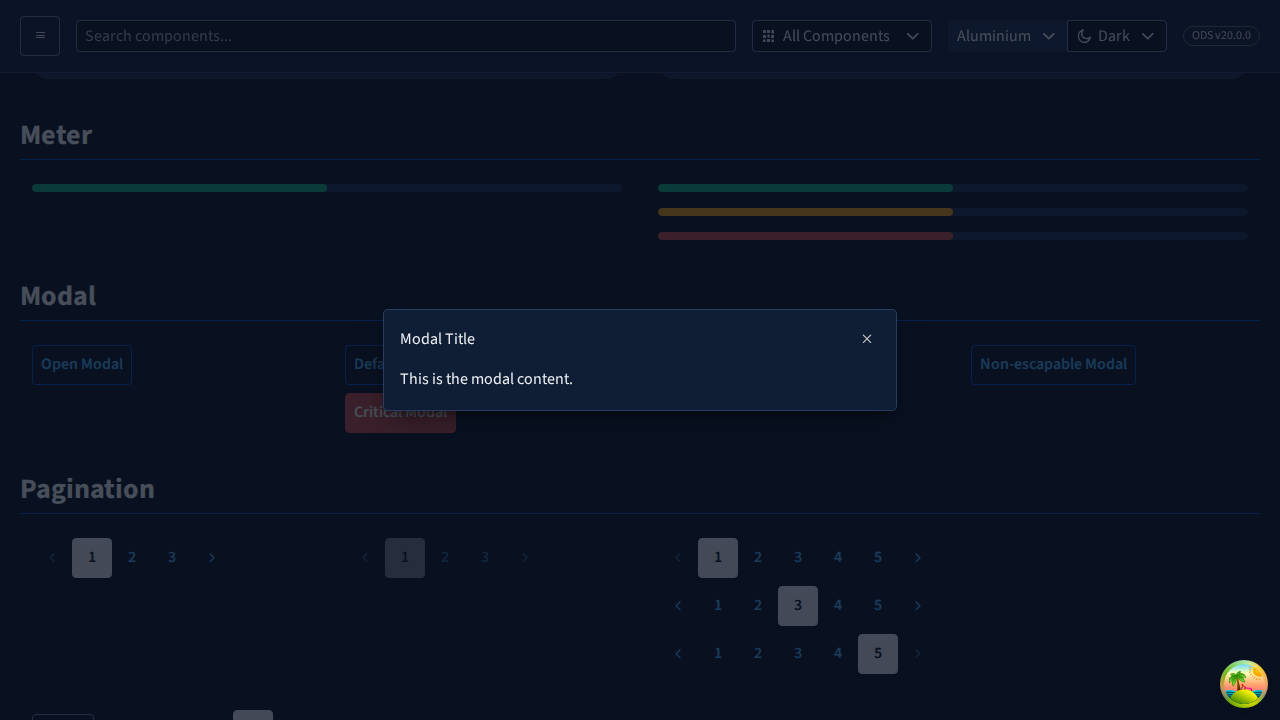 Search components...
All Components
Aluminium
Dark
ODS v20.0.0
Meter
Modal
Modal Title
This is the modal content.
Open Modal
Non-escapable Modal
Critical Modal
Pagination
1 2 3
1 2 3
1 2 3 4 5
1 2 3 4 5
1 2 3 4 5